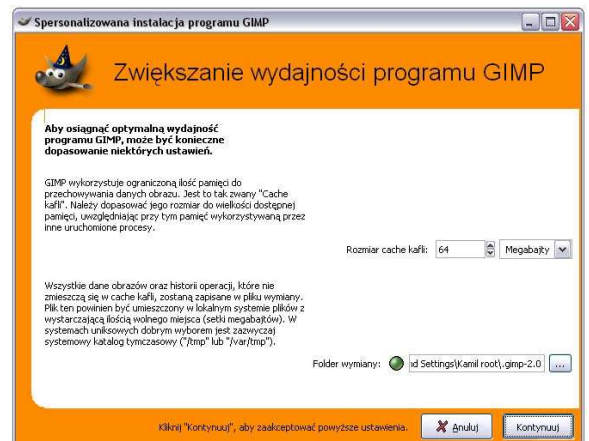 Spersonalizowana instalacja programu GIMP
Zwiększanie wydajności programu GIMP
Aby osiągnąć optymalną wydajność
programu GIMP, może być konieczne
dopasowanie niektórych ustawień.
GIMP wykorzystuje ograniczoną ilość pamięci do
przechowywania danych obrazu. Jest to tak zwany "Cache
kafli". Należy dopasować jego rozmiar do wielkości dostępnej
pamięci, uwzględniając przy tym pamięć wykorzystywaną przez
inne uruchomione procesy.
Rozmiar cache kafli: 64 Megabajty
Wszystkie dane obrazów oraz historii operacji, które nie
zmieszczą się w cache kafli, zostaną zapisane w pliku wymiany.
Plik ten powinien być umieszczony w lokalnym systemie plików z
wystarczającą ilością wolnego miejsca (setki megabajtów). W
systemach uniksowych dobrym wyborem jest zazwyczaj
systemowy katalog tymczasowy ("/tmp" lub "/var/tmp").
Folder wymiany: ıd Settings\Kamil root\.gimp-2.0 ...
Kliknij "Kontynuuj", aby zaakceptować powyższe ustawienia. Anuluj Kontynuuj